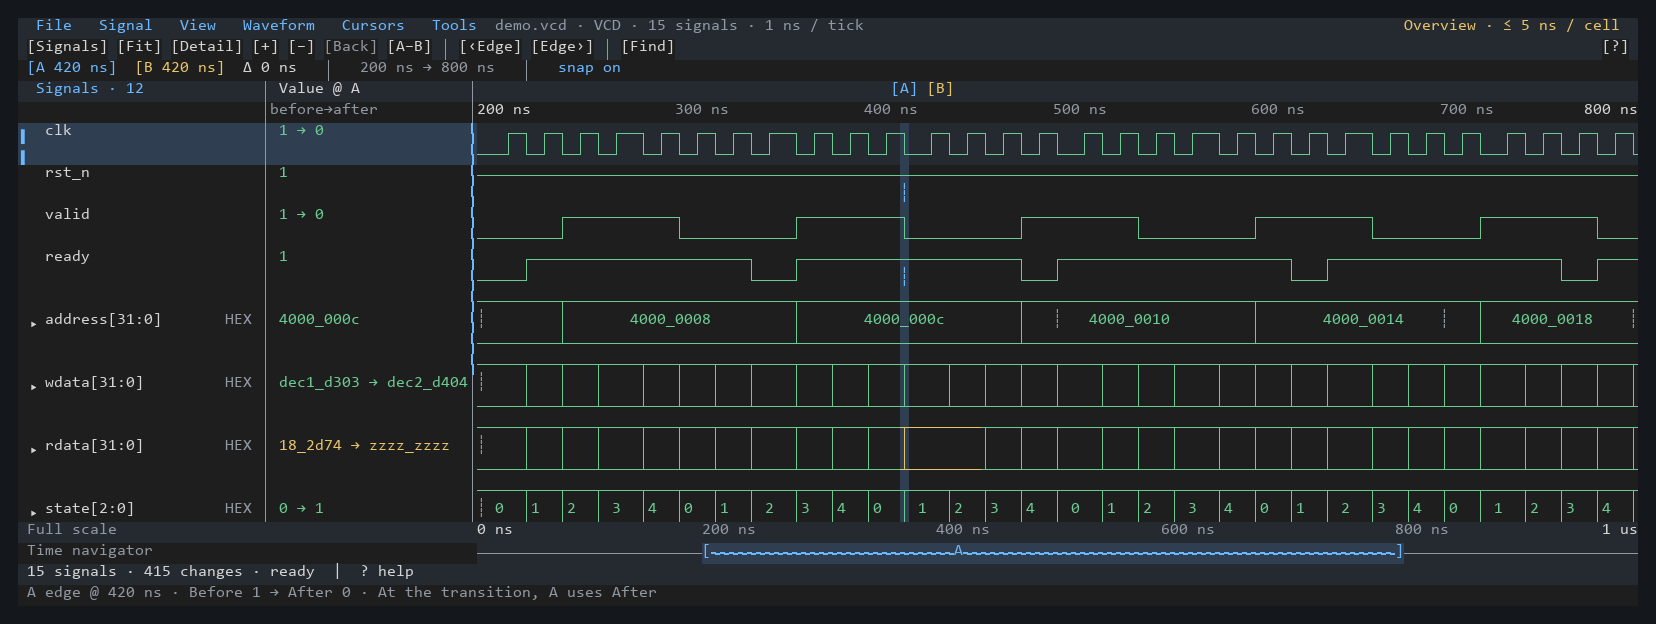 File Signal View Waveform Cursors Tools demo.vcd · VCD · 15 signals · 1 ns / tick Overview · ≤ 5 ns / cell
[Signals] [Fit] [Detail] [+] [−] [Back] [A–B] | [‹Edge] [Edge›] | [Find] [?]
[A 420 ns] [B 420 ns] Δ 0 ns | 200 ns → 800 ns | snap on
Signals · 12 Value @ A [A] [B]
before→after 200 ns 300 ns 400 ns 500 ns 600 ns 700 ns 800 ns
clk 1 → 0
rst_n 1
valid 1 → 0
ready 1
▸ address[31:0] HEX 4000_000c 4000_0008 4000_000c 4000_0010 4000_0014 4000_0018
▸ wdata[31:0] HEX dec1_d303 → dec2_d404
▸ rdata[31:0] HEX 18_2d74 → zzzz_zzzz
▸ state[2:0] HEX 0 → 1 0 1 2 3 4 0 1 2 3 4 0 1 2 3 4 0 1 2 3 4 0 1 2 3 4 0 1 2 3 4
Full scale 0 ns 200 ns 400 ns 600 ns 800 ns 1 us
Time navigator [A]
15 signals · 415 changes · ready | ? help
A edge @ 420 ns · Before 1 → After 0 · At the transition, A uses After